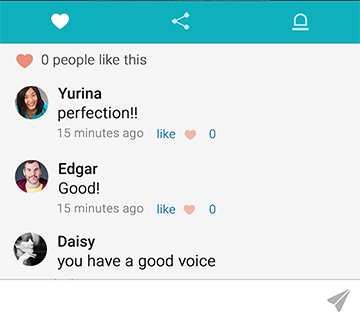 0 people like this
Yurina
perfection!!
15 minutes ago like 0
Edgar
Good!
15 minutes ago like 0
Daisy
you have a good voice